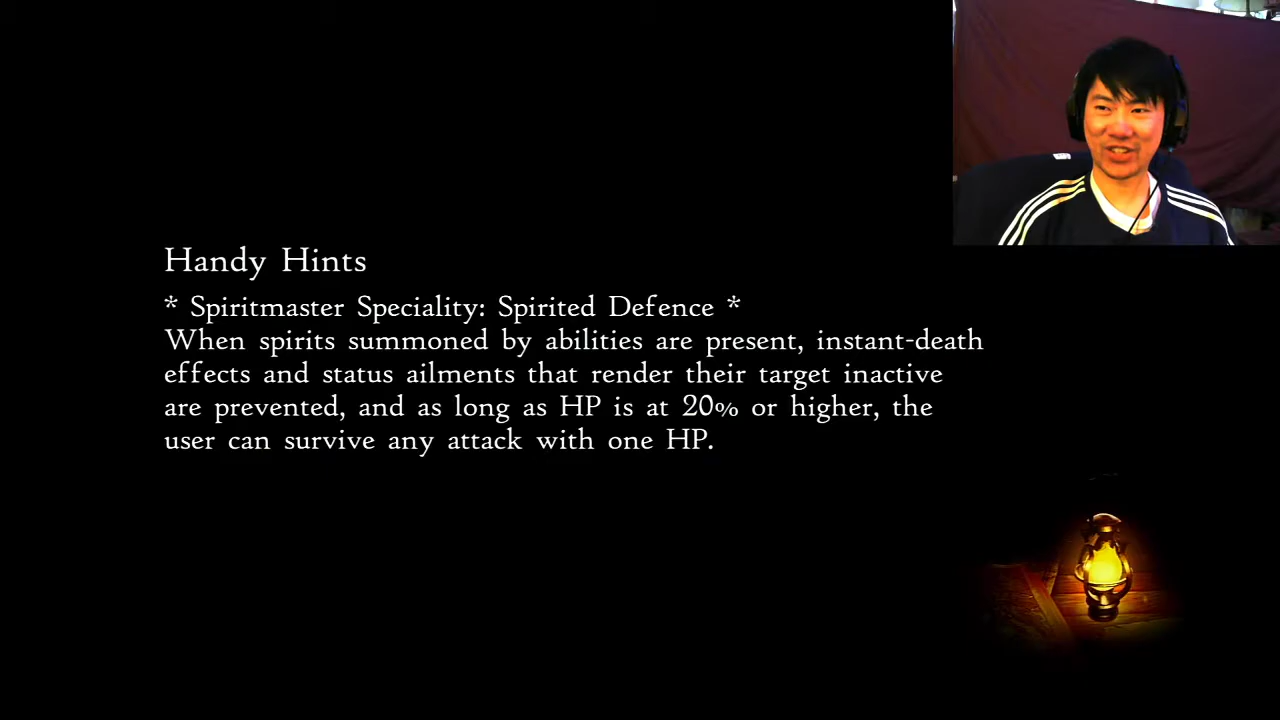 Handy Hints
* Spiritmaster Speciality: Spirited Defence *
When spirits summoned by abilities are present, instant-death
effects and status ailments that render their target inactive
are prevented, and as long as HP is at 20% or higher, the
user can survive any attack with one HP.